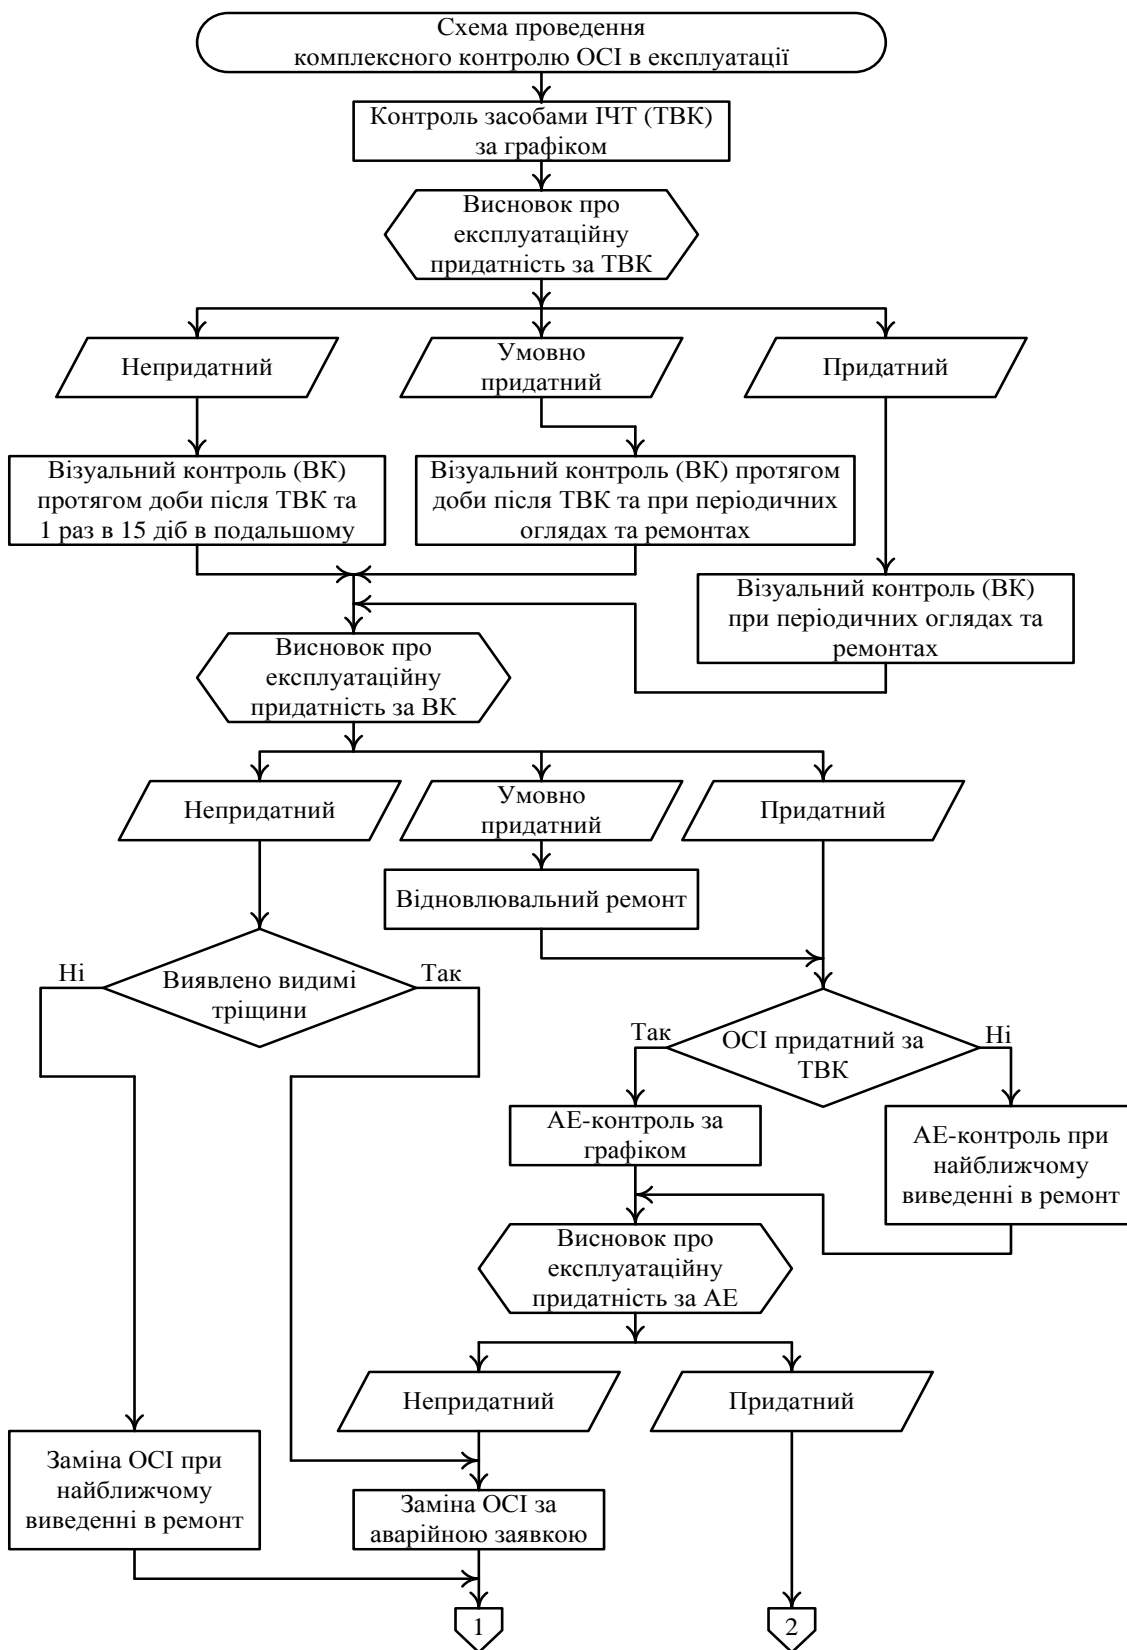 Схема проведення
комплексного контролю ОСІ в експлуатації
Контроль засобами ІЧТ (ТВК)
за графіком
Висновок про
експлуатаційну
придатність за ТВК
Непридатний
Умовно
придатний
Придатний
Візуальний контроль (ВК)
протягом доби після ТВК та
1 раз в 15 діб в подальшому
Візуальний контроль (ВК) протягом
доби після ТВК та при періодичних
оглядах та ремонтах
Візуальний контроль (ВК)
при періодичних оглядах та
ремонтах
Висновок про
експлуатаційну
придатність за ВК
Непридатний
Умовно
придатний
Придатний
Відновлювальний ремонт
Ні
Виявлено видимі
тріщини
Так
Так
ОСІ придатний за
ТВК
Ні
АЕ-контроль за
графіком
АЕ-контроль при
найближчому
виведенні в ремонт
Висновок про
експлуатаційну
придатність за АЕ
Непридатний
Придатний
Заміна ОСІ при
найближчому
виведенні в ремонт
Заміна ОСІ за
аварійною заявкою
1
2